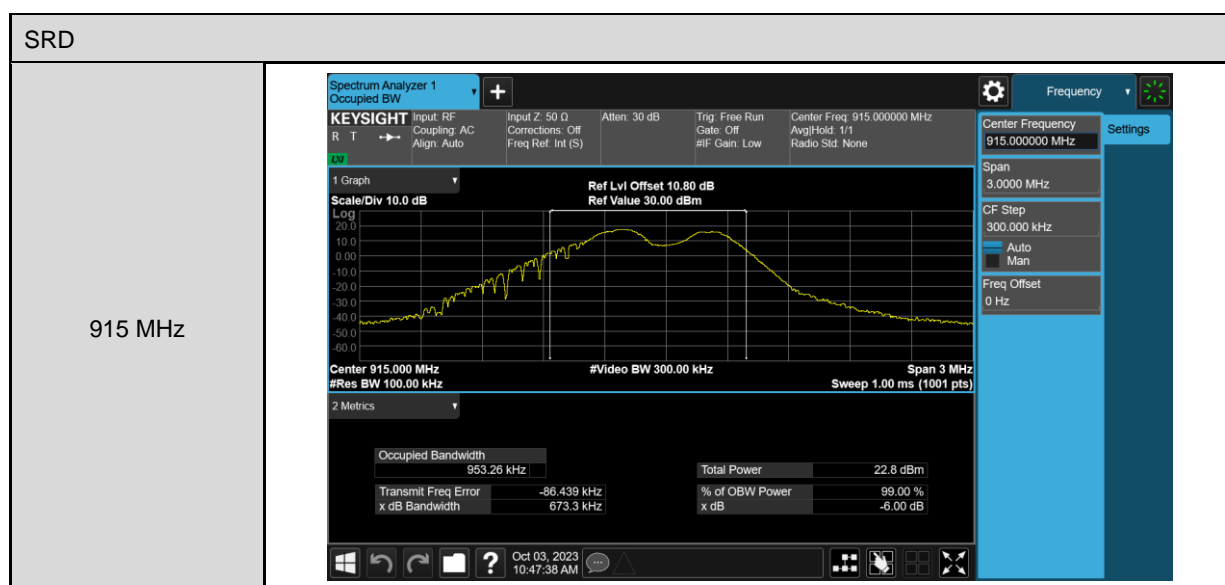 SRD
915 MHz
Spectrum Analyzer 1
Occupied BW
+
Frequency
KEYSIGHT
R T
LXI
Input: RF
Coupling: AC
Align: Auto
Input Z: 50 Ω
Corrections: Off
Freq Ref: Int (S)
Atten: 30 dB
Trig: Free Run
Gate: Off
#IF Gain: Low
Center Freq: 915.000000 MHz
Avg|Hold: 1/1
Radio Std: None
Center Frequency
915.000000 MHz
Settings
Span
3.0000 MHz
CF Step
300.000 kHz
Auto
Man
Freq Offset
0 Hz
1 Graph
Scale/Div 10.0 dB
Ref Lvl Offset 10.80 dB
Ref Value 30.00 dBm
Log
20.0
10.0
0.00
-10.0
-20.0
-30.0
-40.0
-50.0
-60.0
Center 915.000 MHz
#Video BW 300.00 kHz
Span 3 MHz
#Res BW 100.00 kHz
Sweep 1.00 ms (1001 pts)
2 Metrics
Occupied Bandwidth
953.26 kHz
Total Power 22.8 dBm
Transmit Freq Error -86.439 kHz
% of OBW Power 99.00 %
x dB Bandwidth 673.3 kHz
x dB -6.00 dB
?
Oct 03, 2023
10:47:38 AM